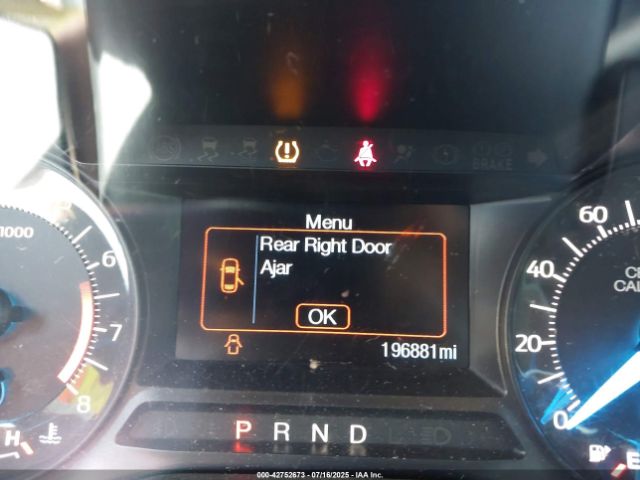 BRAKE
Menu
Rear Right Door
Ajar
OK
196881mi
P R N D
1000
6
7
8
H
60
40
20
0
CALL
E
000-42752673 - 07/16/2025 - IAA Inc.